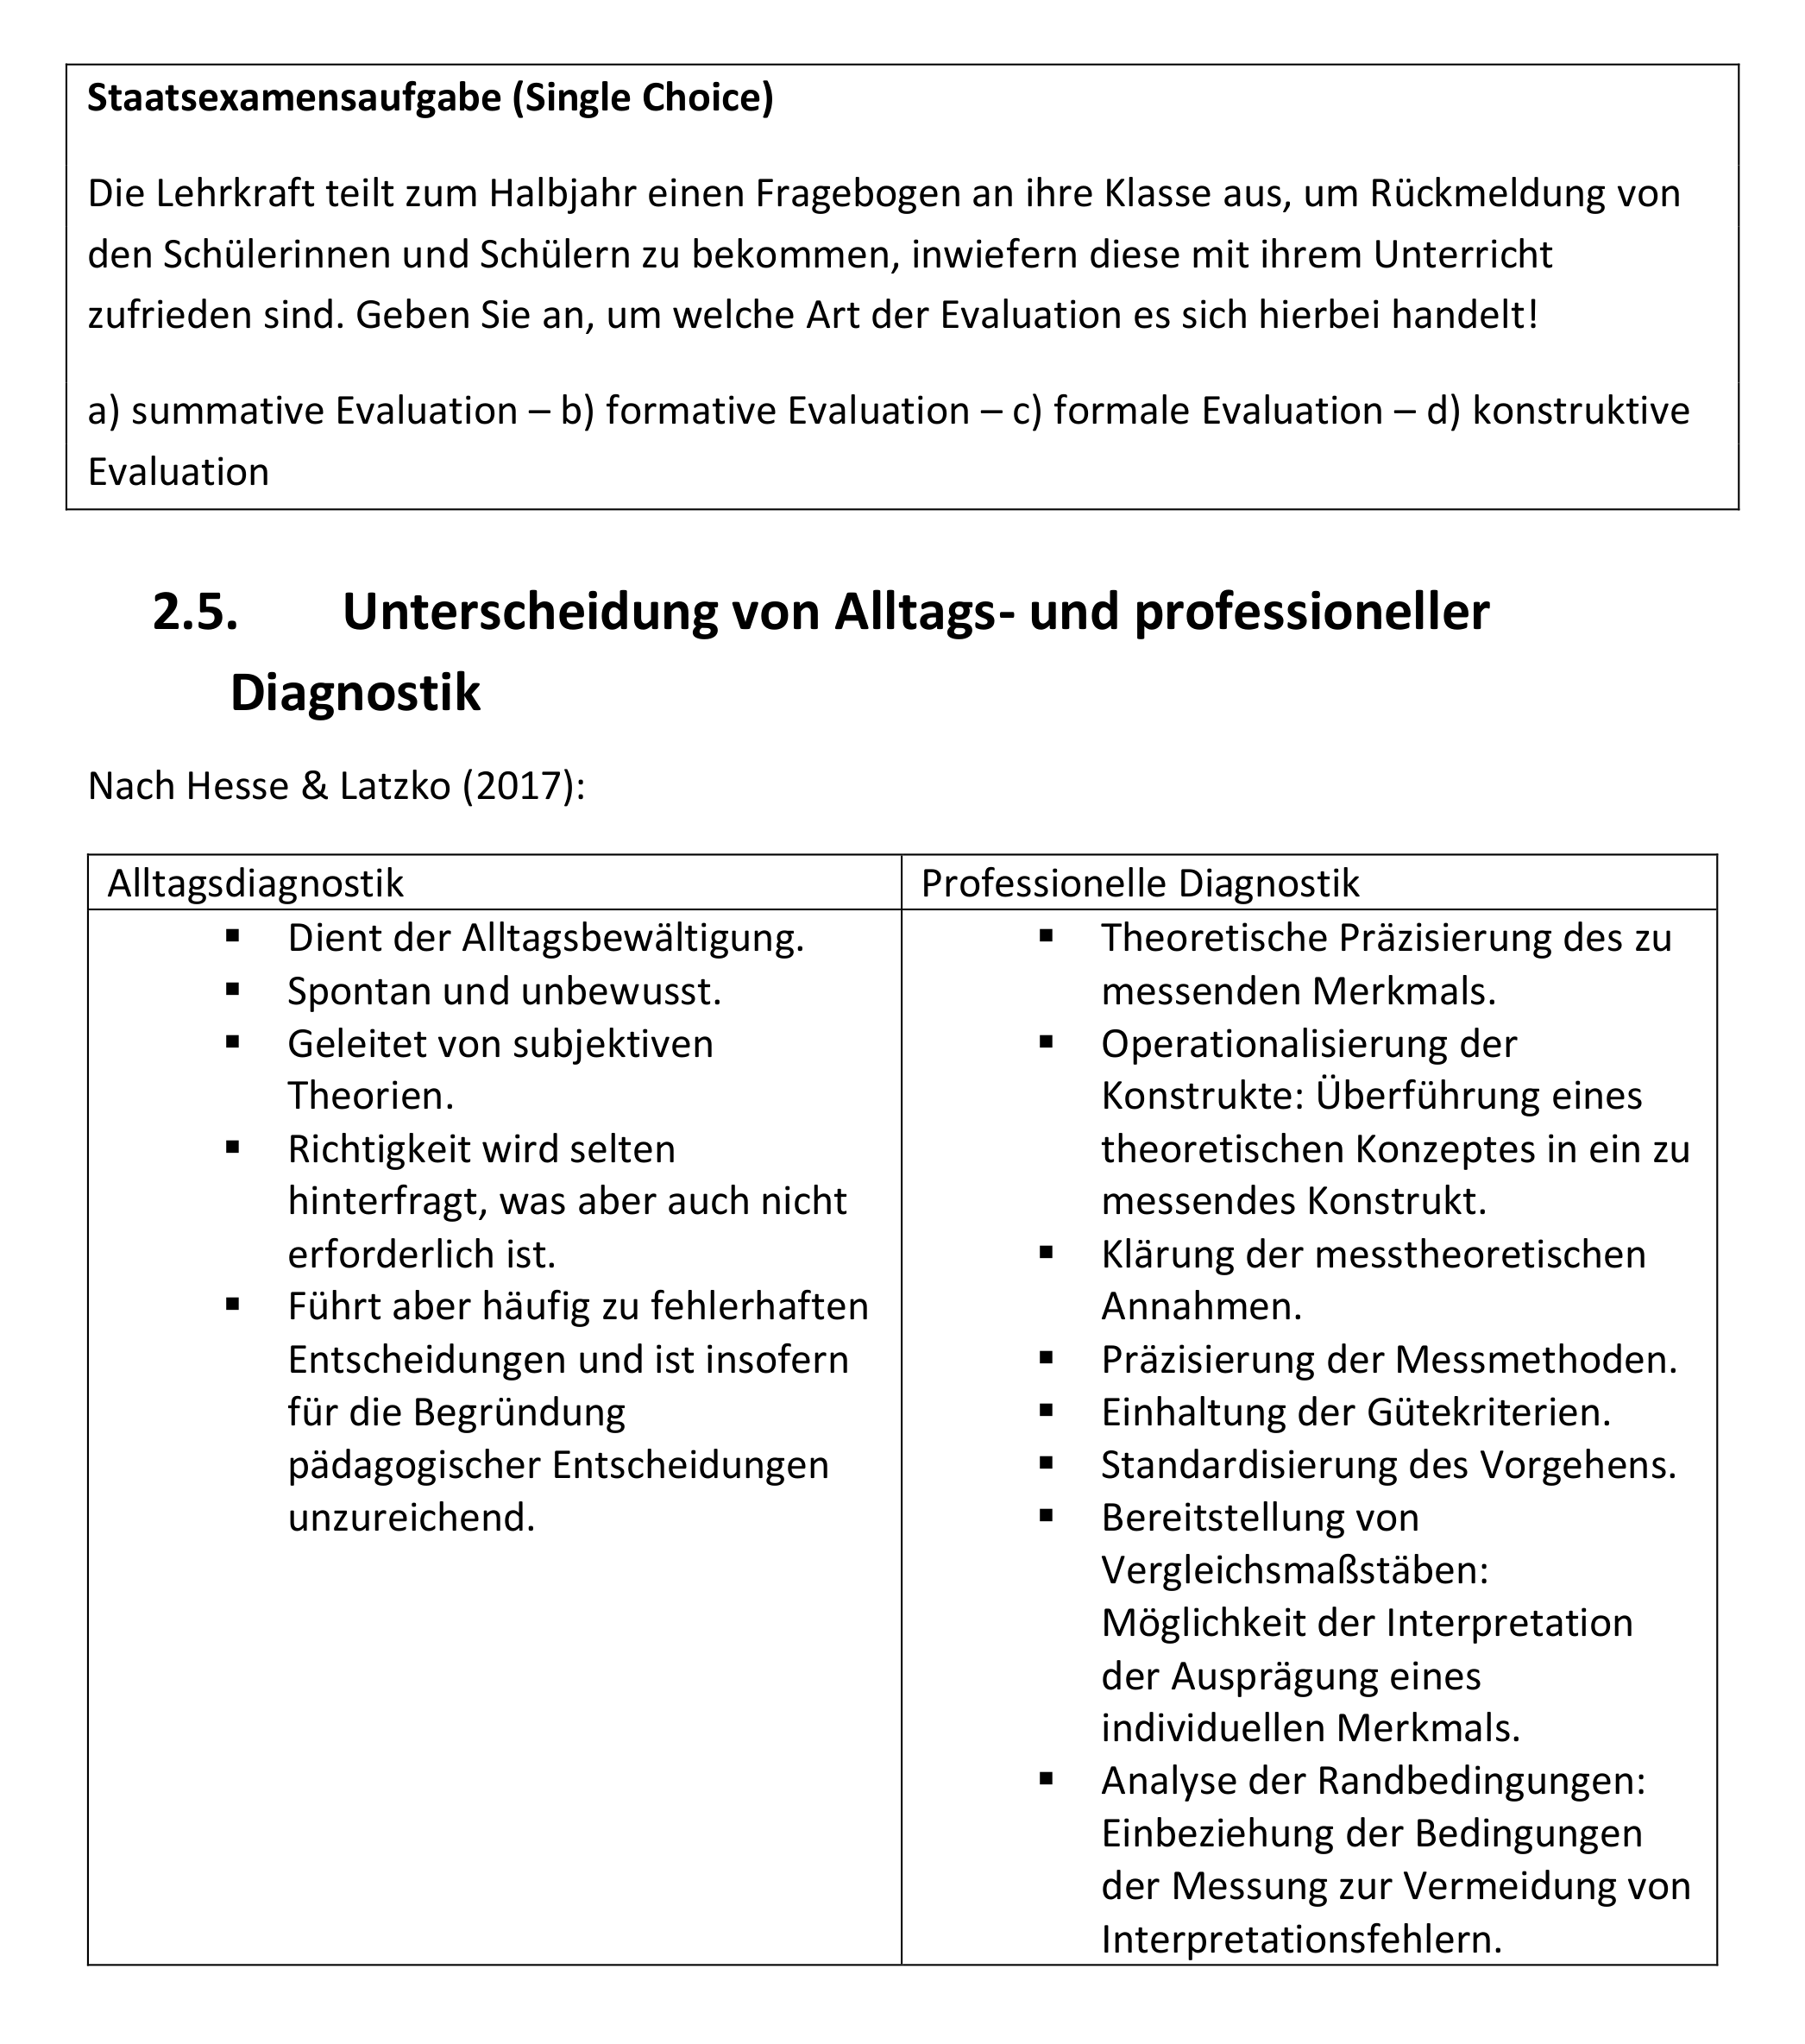 Staatsexamensaufgabe (Single Choice)
Die Lehrkraft teilt zum Halbjahr einen Fragebogen an ihre Klasse aus, um Rückmeldung von
den Schülerinnen und Schülern zu bekommen, inwiefern diese mit ihrem Unterricht
zufrieden sind. Geben Sie an, um welche Art der Evaluation es sich hierbei handelt!
a) summative Evaluation – b) formative Evaluation – c) formale Evaluation – d) konstruktive
Evaluation
2.5. Unterscheidung von Alltags- und professioneller
Diagnostik
Nach Hesse & Latzko (2017):
Alltagsdiagnostik
▪ Dient der Alltagsbewältigung.
▪ Spontan und unbewusst.
▪ Geleitet von subjektiven
Theorien.
▪ Richtigkeit wird selten
hinterfragt, was aber auch nicht
erforderlich ist.
▪ Führt aber häufig zu fehlerhaften
Entscheidungen und ist insofern
für die Begründung
pädagogischer Entscheidungen
unzureichend.
Professionelle Diagnostik
▪ Theoretische Präzisierung des zu
messenden Merkmals.
▪ Operationalisierung der
Konstrukte: Überführung eines
theoretischen Konzeptes in ein zu
messendes Konstrukt.
▪ Klärung der messtheoretischen
Annahmen.
▪ Präzisierung der Messmethoden.
▪ Einhaltung der Gütekriterien.
▪ Standardisierung des Vorgehens.
▪ Bereitstellung von
Vergleichsmaßstäben:
Möglichkeit der Interpretation
der Ausprägung eines
individuellen Merkmals.
▪ Analyse der Randbedingungen:
Einbeziehung der Bedingungen
der Messung zur Vermeidung von
Interpretationsfehlern.